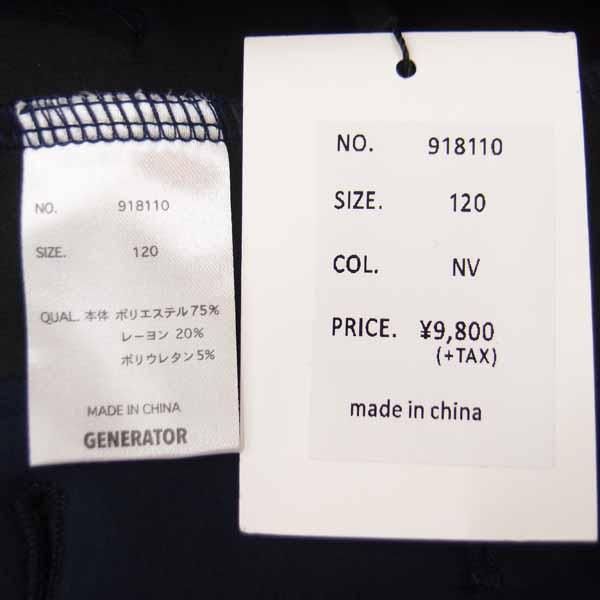 NO. 918110
SIZE. 120
QUAL. 本体 ポリエステル75%
レーヨン 20%
ポリウレタン5%
MADE IN CHINA
GENERATOR
NO. 918110
SIZE. 120
COL. NV
PRICE. ¥9,800
(+TAX)
made in china